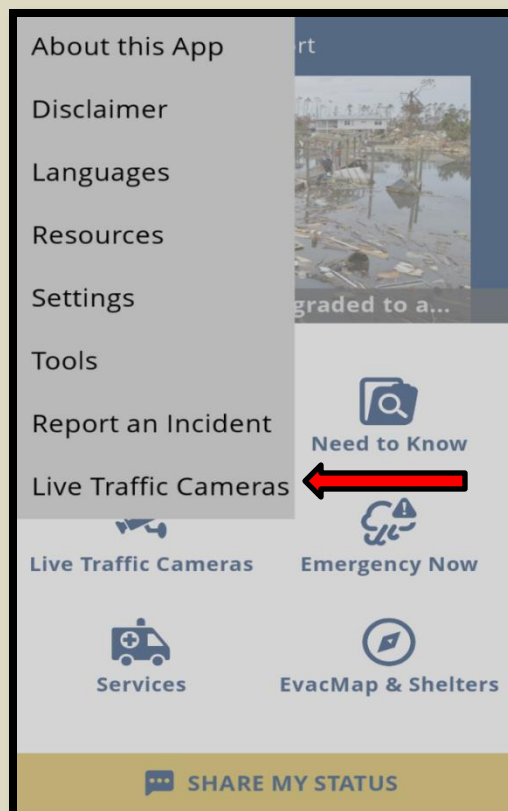 About this App
rt
Disclaimer
Languages
Resources
Settings
graded to a...
Tools
Report an Incident
Need to Know
Live Traffic Cameras
Live Traffic Cameras
Emergency Now
Services
EvacMap & Shelters
SHARE MY STATUS